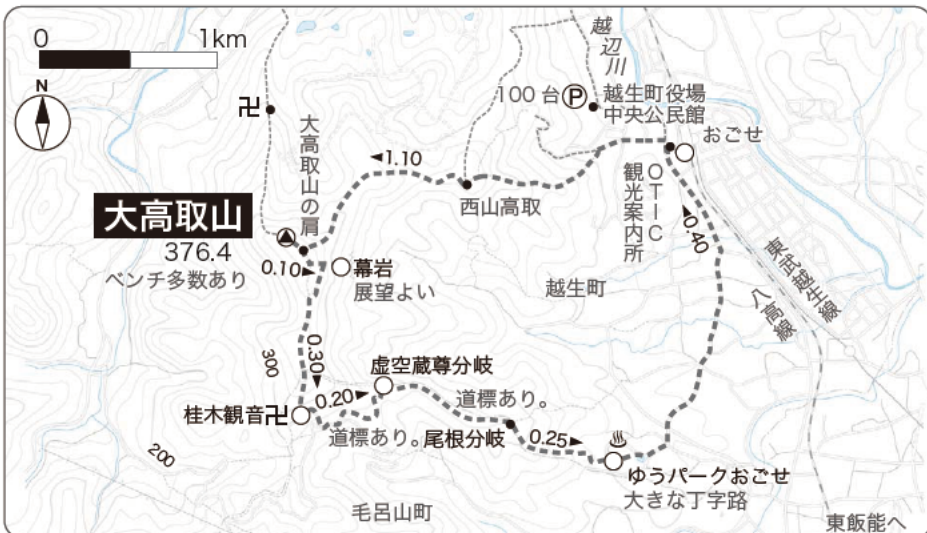 0 1km
N
卍
大高取山の肩
100台 P
越辺川
越生町役場
中央公民館
おごせ
OTIC
観光案内所
◀1.10
西山高取
大高取山
376.4
ベンチ多数あり
0.10▶
幕岩
展望よい
越生町
0.40▶
東武越生線
八高線
300
0.30▶
虚空蔵尊分岐
0.20▶
桂木観音卍
道標あり。
道標あり。
尾根分岐
0.25▶
ゆうパークおごせ
大きな丁字路
200
毛呂山町
東飯能へ